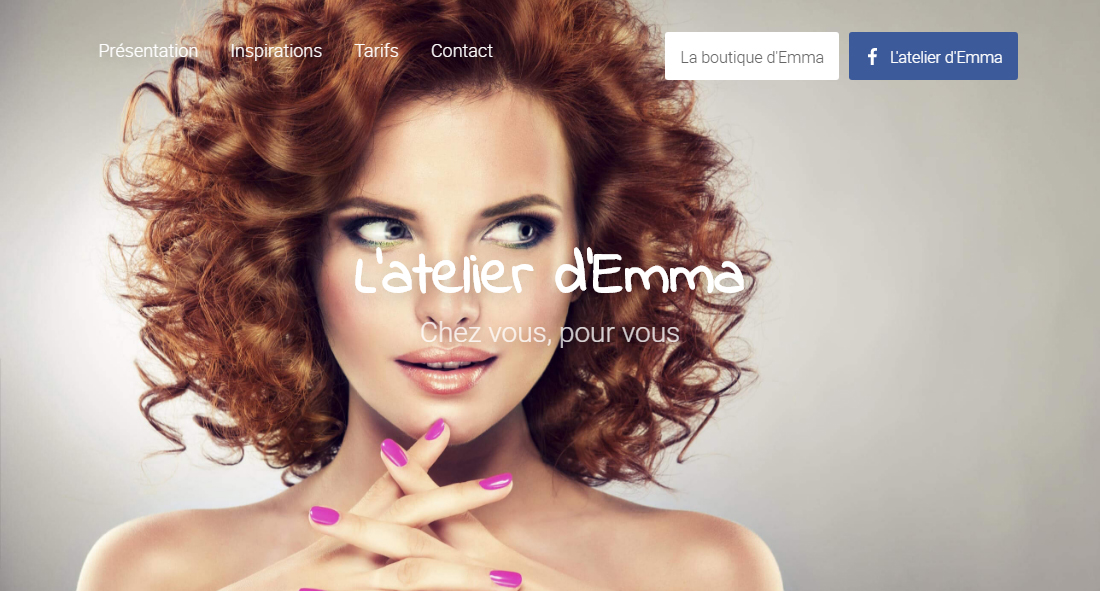 Présentation Inspirations Tarifs Contact
La boutique d'Emma
L'atelier d'Emma
L'atelier d'Emma
Chez vous, pour vous